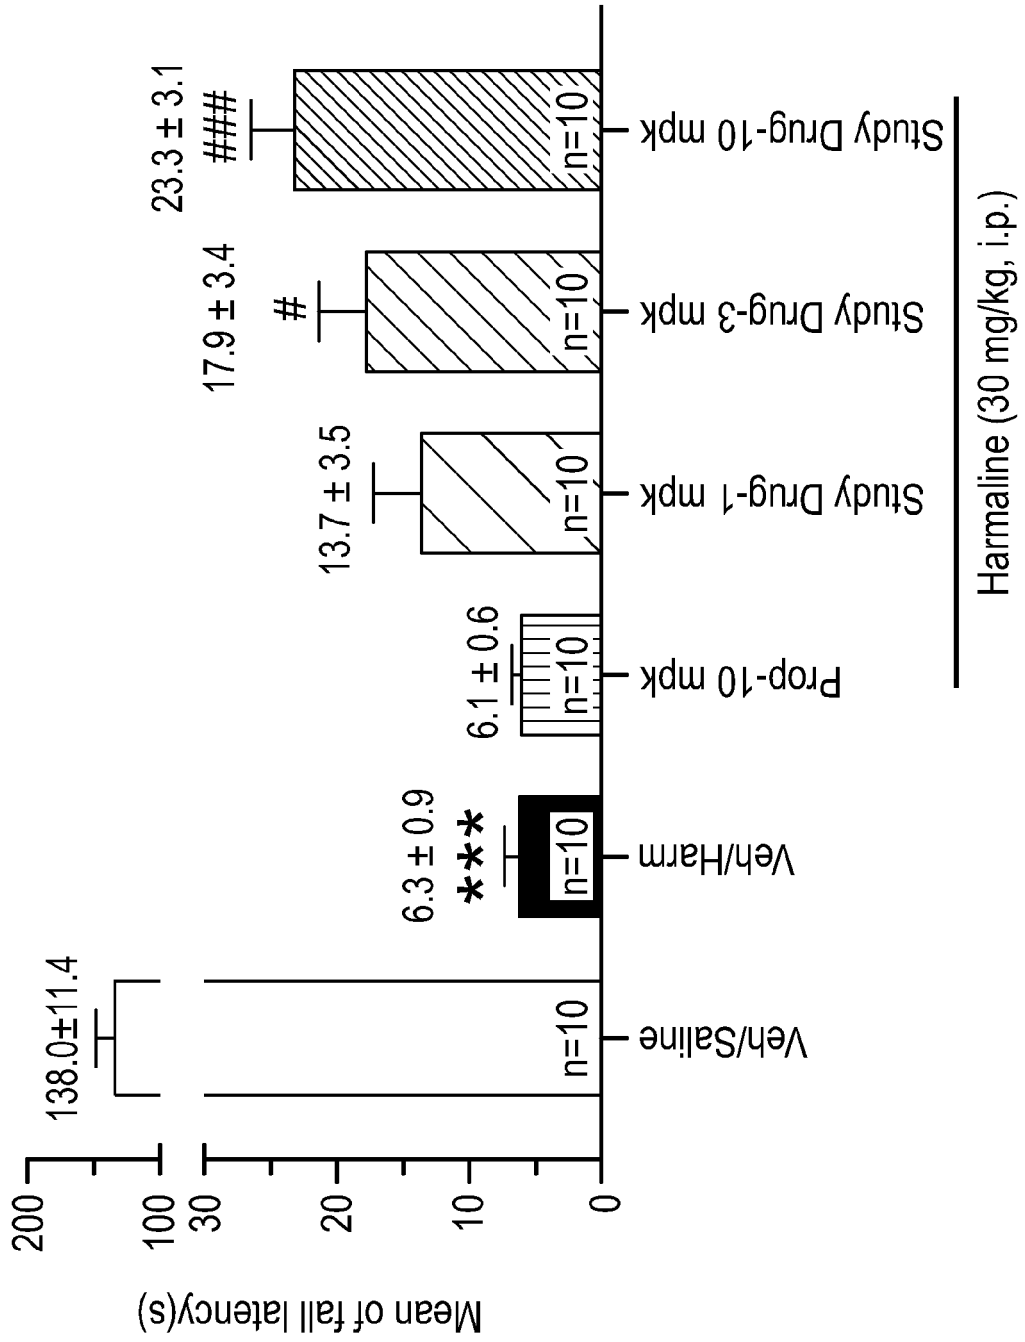 Mean of fall latency(s)
200
100
30
20
10
0
138.0±11.4
n=10
Veh/Saline
6.3 ± 0.9
***
n=10
Veh/Harm
6.1 ± 0.6
n=10
Prop-10 mpk
13.7 ± 3.5
n=10
Study Drug-1 mpk
17.9 ± 3.4
#
n=10
Study Drug-3 mpk
23.3 ± 3.1
###
n=10
Study Drug-10 mpk
Harmaline (30 mg/kg, i.p.)